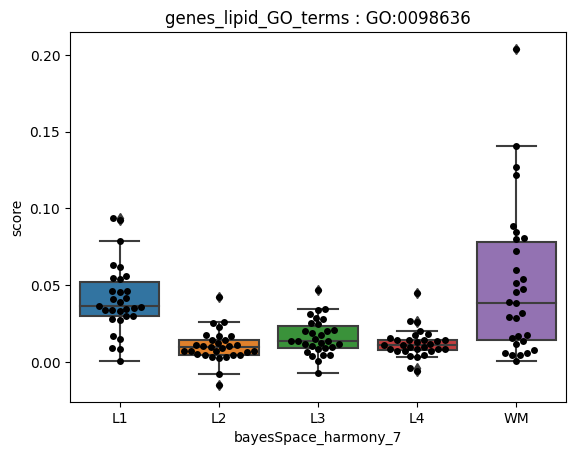 genes_lipid_GO_terms : GO:0098636
0.20
0.15
0.10
0.05
0.00
score
L1 L2 L3 L4 WM
bayesSpace_harmony_7